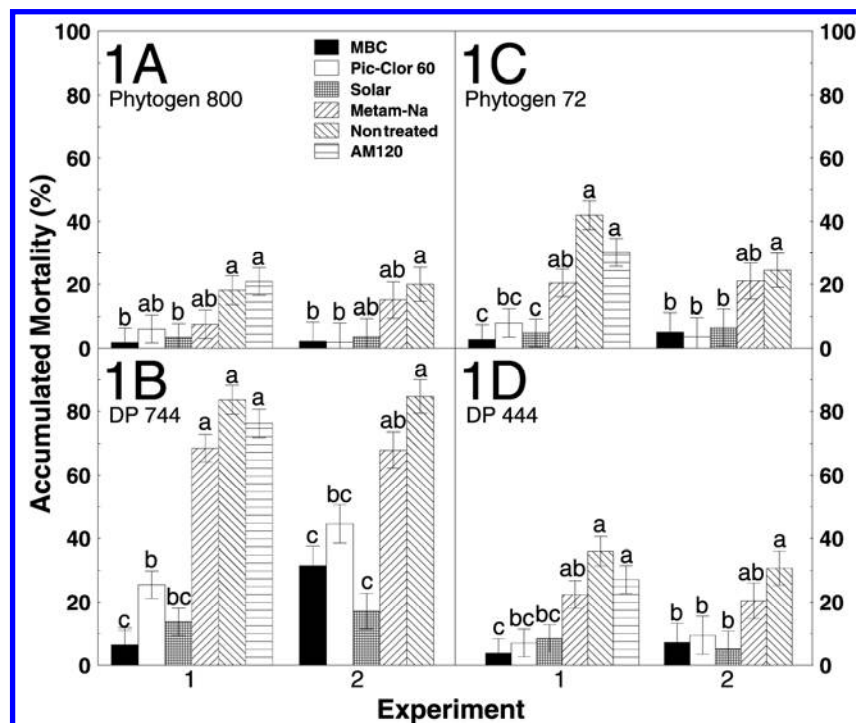 100
80
60
40
20
0
Accumulated Mortality (%)
1A
Phytogen 800
MBC
Pic-Clor 60
Solar
Metam-Na
Nontreated
AM120
b ab b ab a a
b b ab ab a
1C
Phytogen 72
c bc c ab a a
b b b ab a
100
80
60
40
20
0
1B
DP 744
80
60
40
20
0
c b bc a a a
c bc c ab a
1D
DP 444
c bc bc ab a a
b b b ab a
80
60
40
20
0
1 2 1 2
Experiment